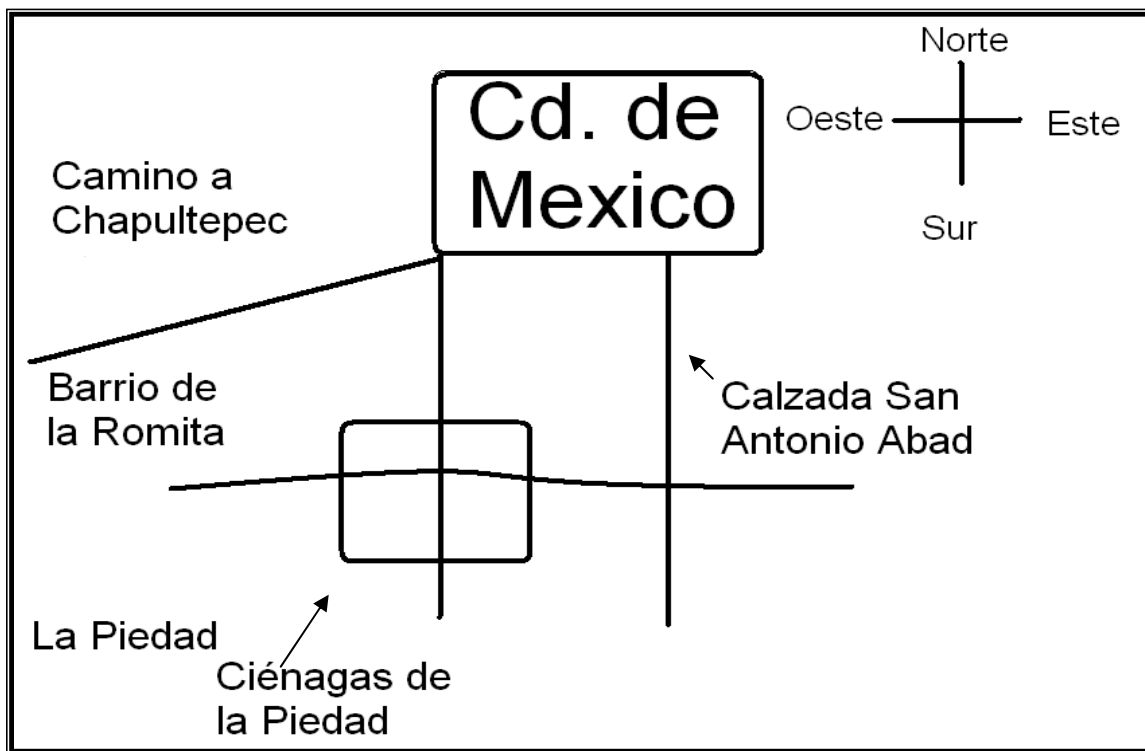 Norte
Cd. de
Mexico
Oeste
Este
Sur
Camino a
Chapultepec
Barrio de
la Romita
Calzada San
Antonio Abad
La Piedad
Ciénagas de
la Piedad